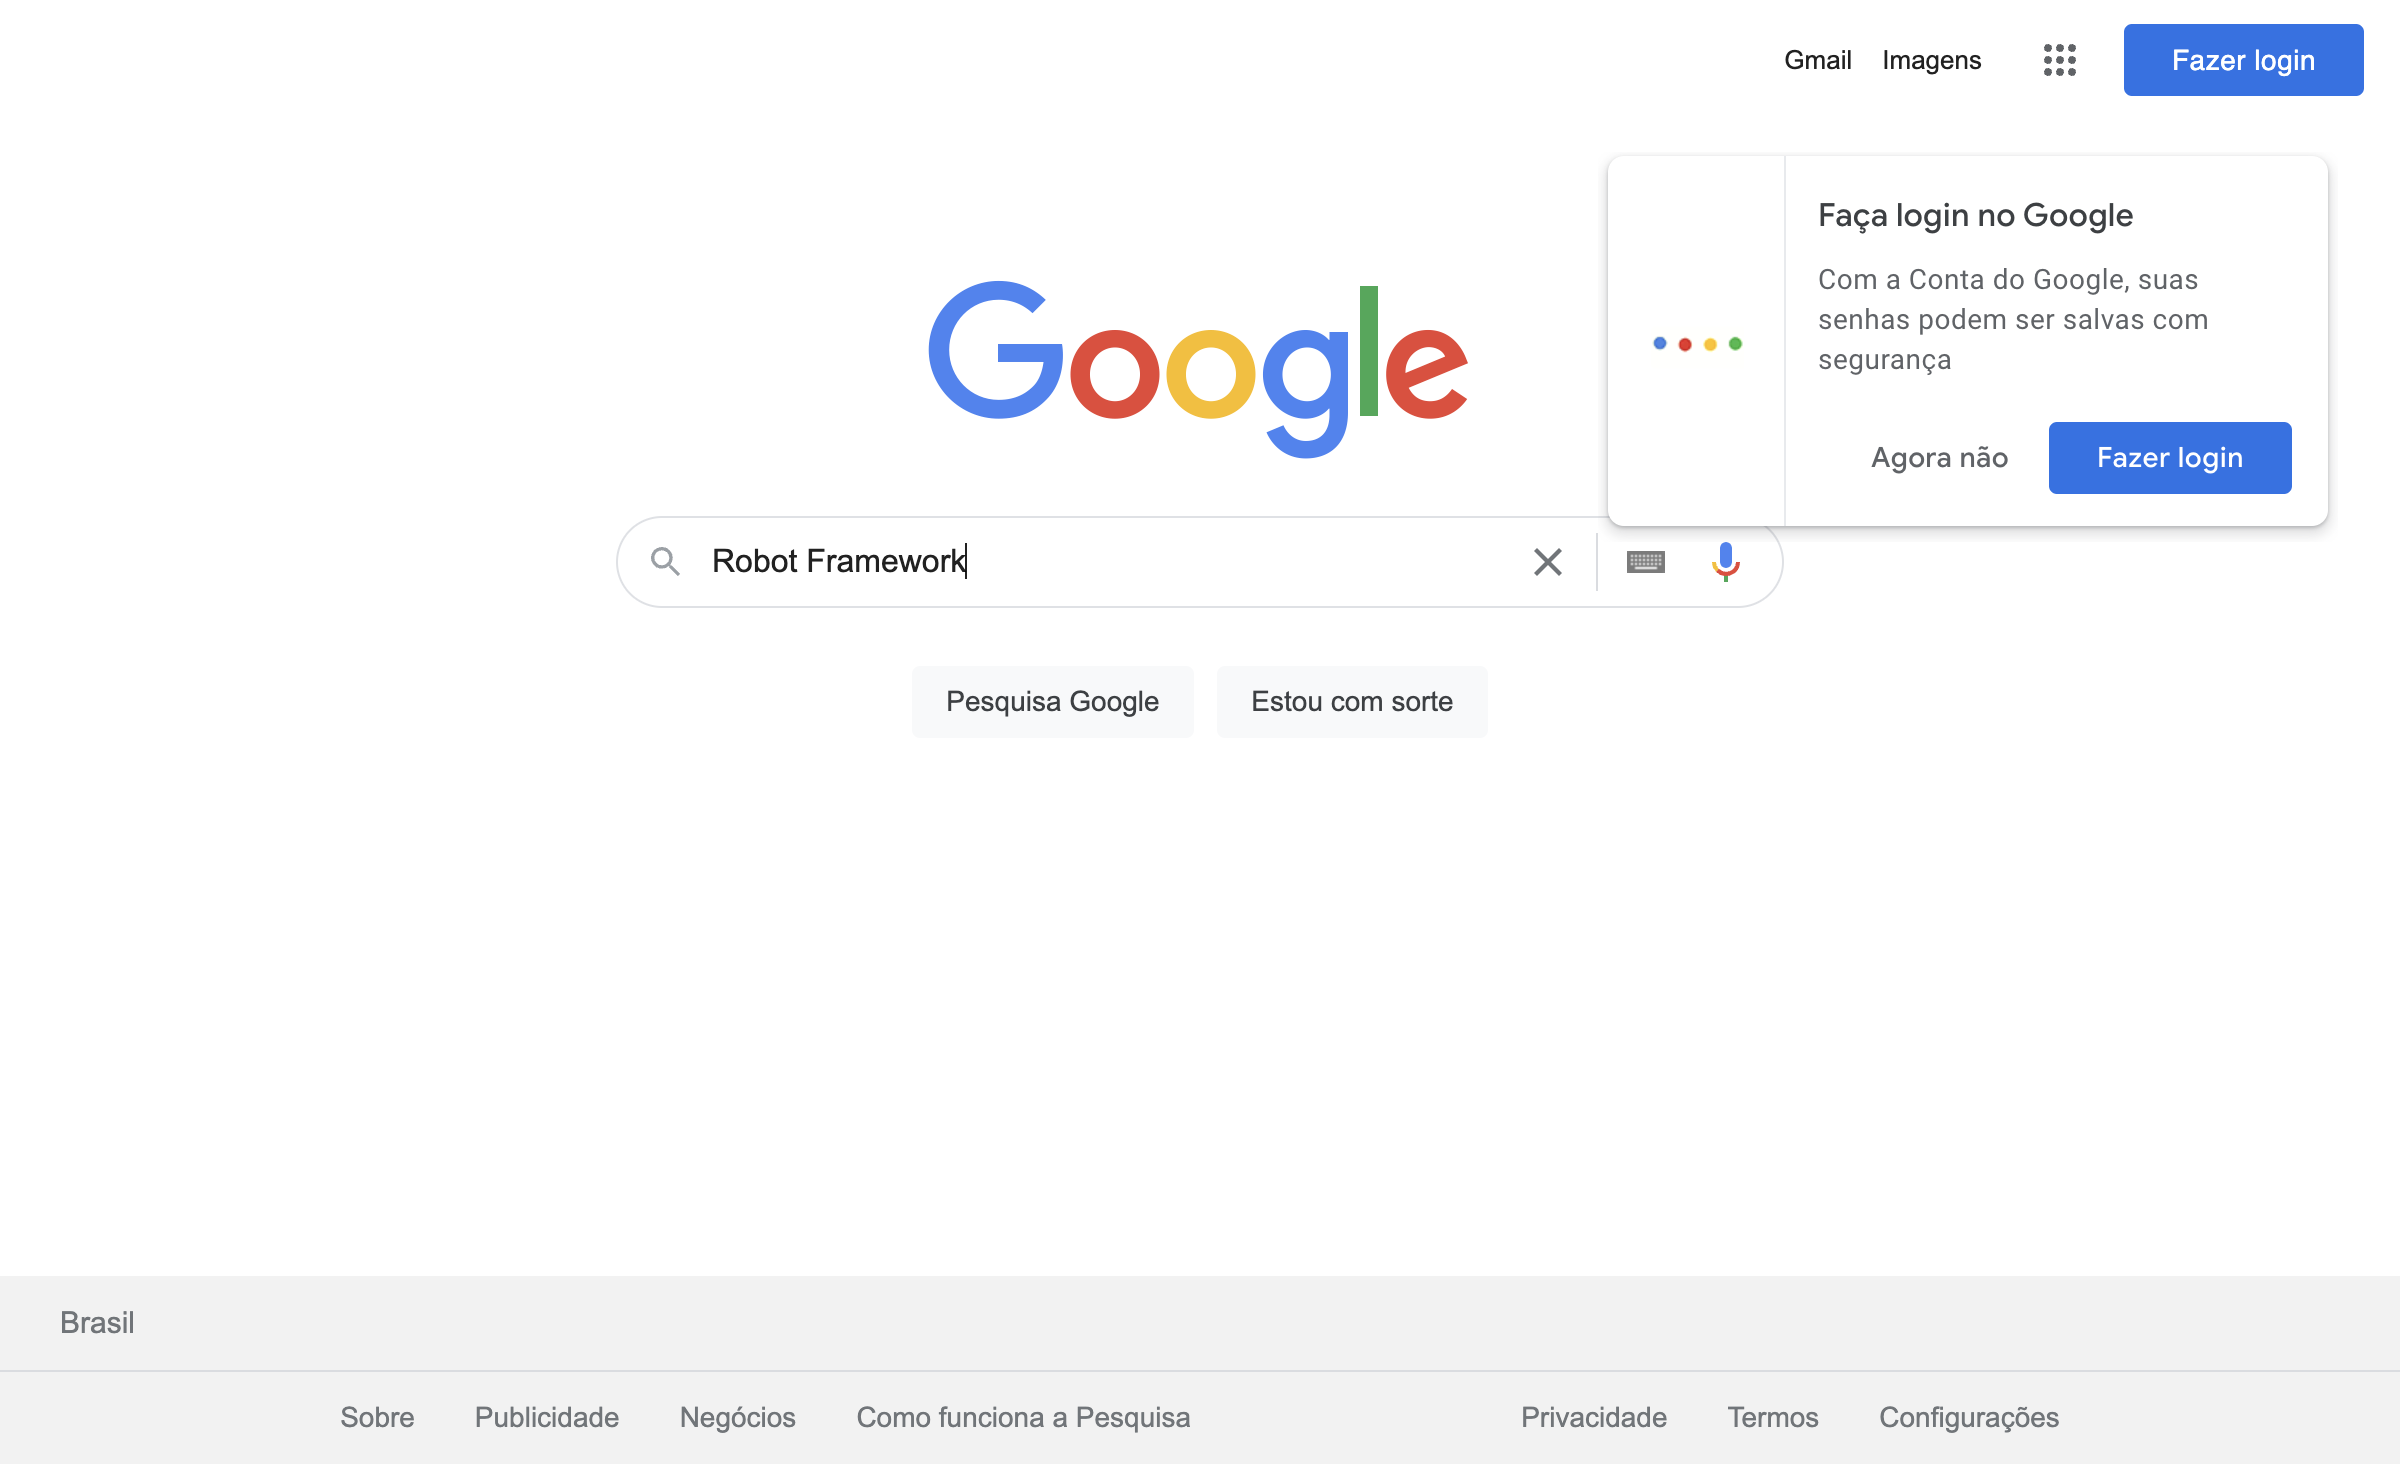 Gmail Imagens Fazer login
Faça login no Google
Com a Conta do Google, suas
senhas podem ser salvas com
segurança
Agora não Fazer login
Google
Robot Framework
Pesquisa Google Estou com sorte
Brasil
Sobre Publicidade Negócios Como funciona a Pesquisa Privacidade Termos Configurações